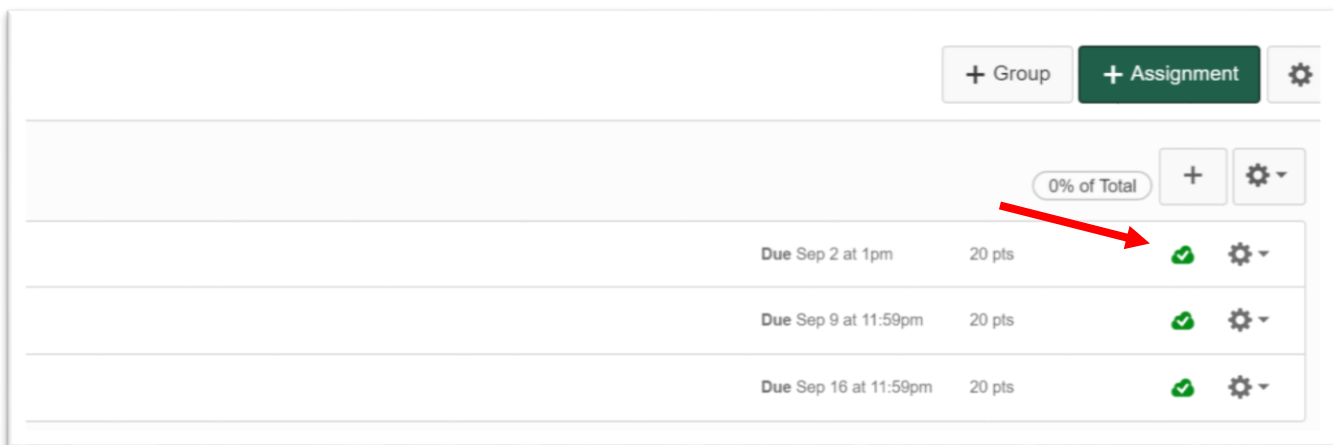 + Group + Assignment
0% of Total +
Due Sep 2 at 1pm 20 pts
Due Sep 9 at 11:59pm 20 pts
Due Sep 16 at 11:59pm 20 pts